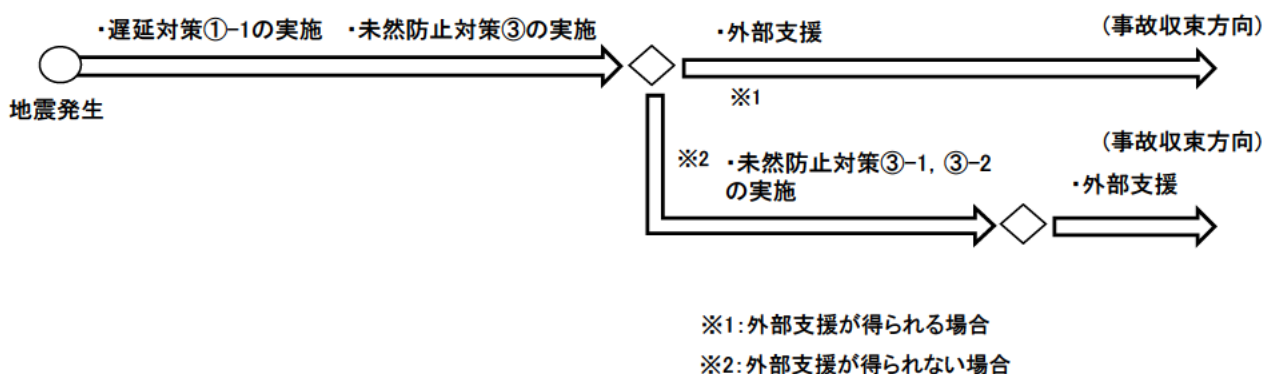 ・遅延対策①-1の実施　・未然防止対策③の実施
・外部支援
(事故収束方向)
地震発生
※1
(事故収束方向)
※2
・未然防止対策③-1, ③-2
の実施
・外部支援
※1:外部支援が得られる場合
※2:外部支援が得られない場合